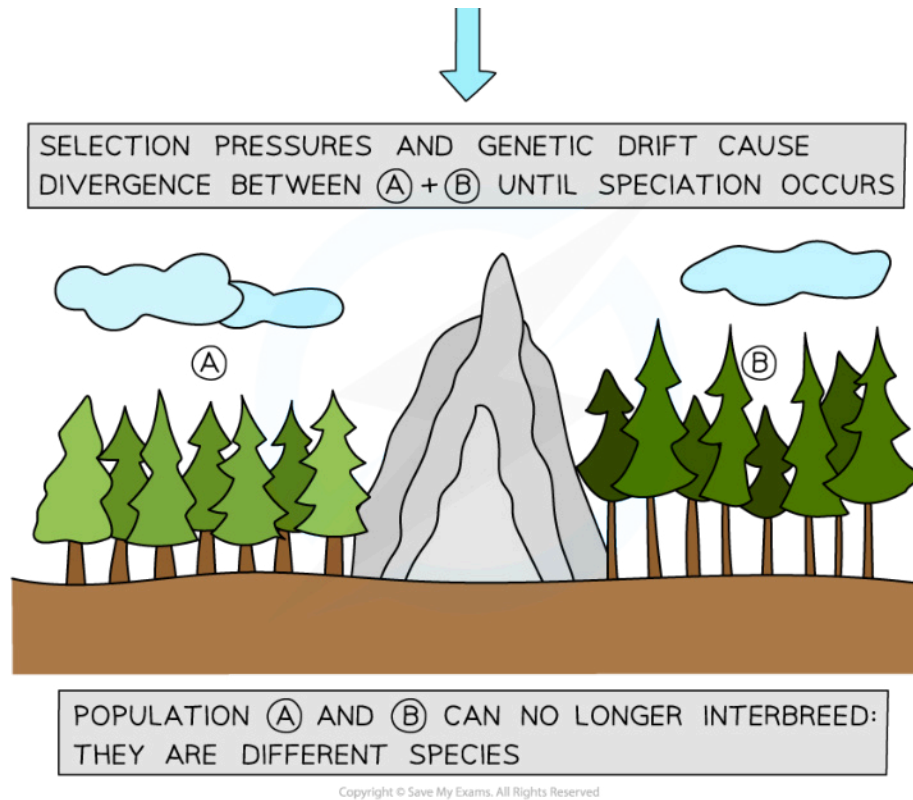 SELECTION PRESSURES AND GENETIC DRIFT CAUSE
DIVERGENCE BETWEEN Ⓐ + Ⓑ UNTIL SPECIATION OCCURS
Ⓐ
Ⓑ
POPULATION Ⓐ AND Ⓑ CAN NO LONGER INTERBREED:
THEY ARE DIFFERENT SPECIES
Copyright © Save My Exams. All Rights Reserved